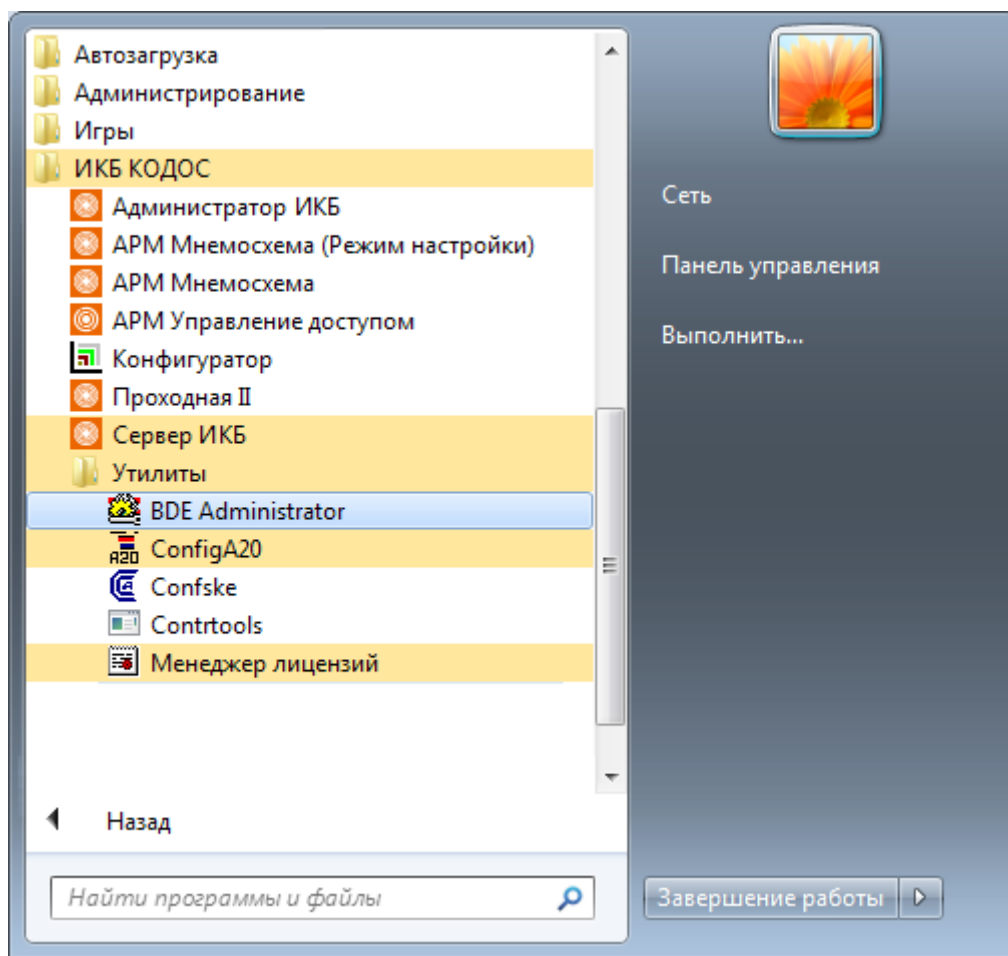 Автозагрузка
Администрирование
Игры
ИКБ КОДОС
Администратор ИКБ
АРМ Мнемосхема (Режим настройки)
АРМ Мнемосхема
АРМ Управление доступом
Конфигуратор
Проходная II
Сервер ИКБ
Утилиты
BDE Administrator
A20 ConfigA20
Confske
Contrtools
Менеджер лицензий
Назад
Найти программы и файлы
Сеть
Панель управления
Выполнить...
Завершение работы